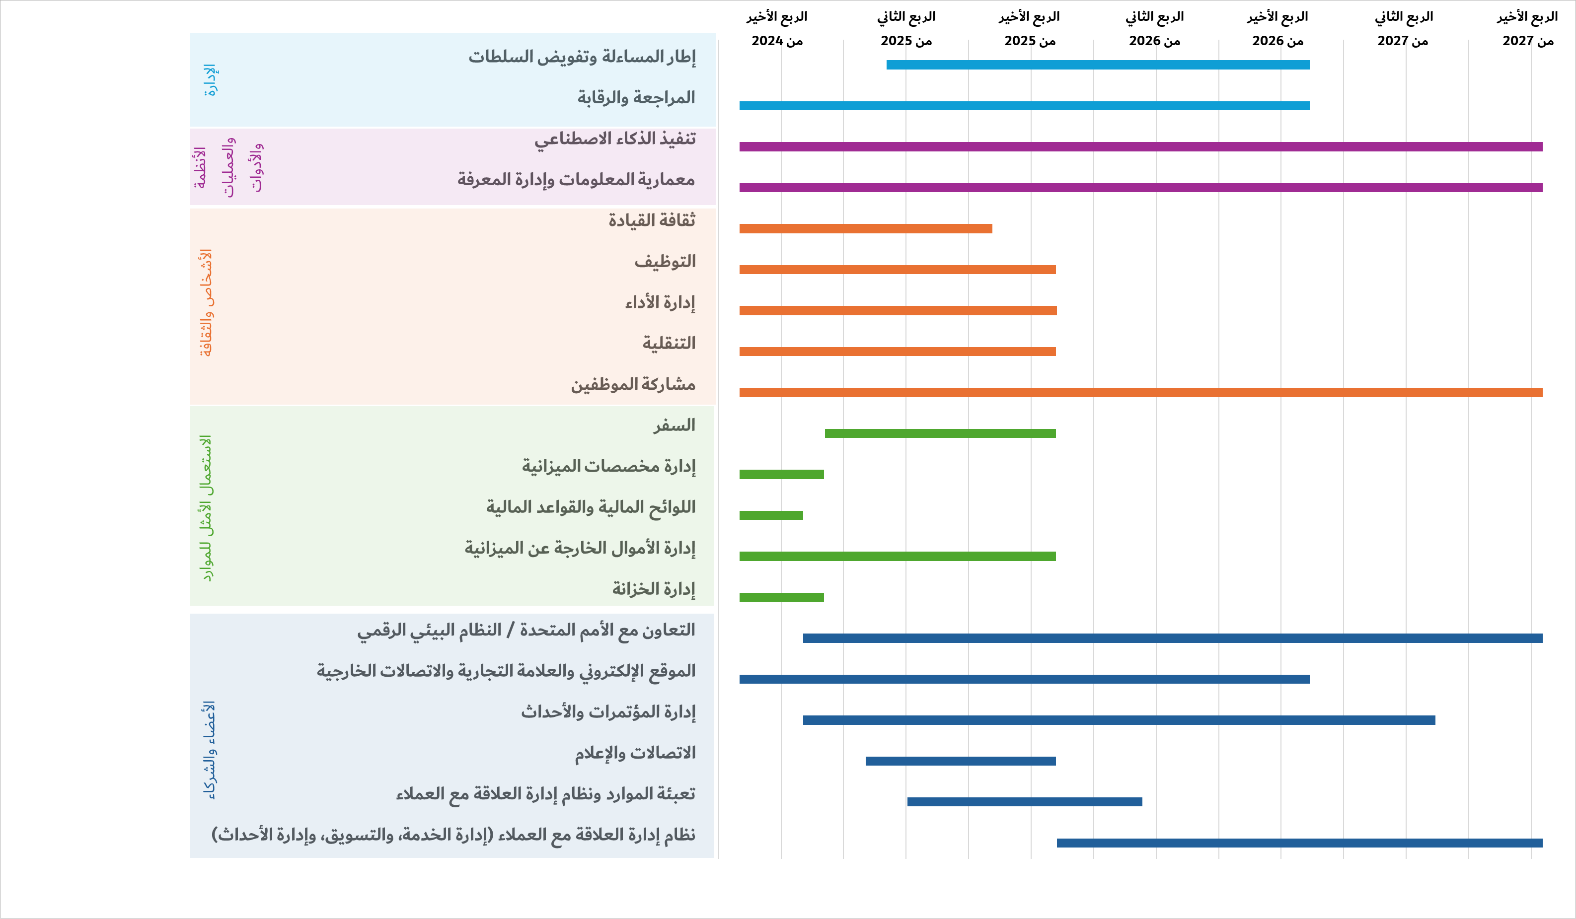 الربع الأخير
من 2024
الربع الثاني
من 2025
الربع الأخير
من 2025
الربع الثاني
من 2026
الربع الأخير
من 2026
الربع الثاني
من 2027
الربع الأخير
من 2027
الإدارة
إطار المساءلة وتفويض السلطات
المراجعة والرقابة
الأنظمة
والعمليات
والأدوات
تنفيذ الذكاء الاصطناعي
معمارية المعلومات وإدارة المعرفة
الأشخاص والثقافة
ثقافة القيادة
التوظيف
إدارة الأداء
التنقلية
مشاركة الموظفين
الاستعمال الأمثل للموارد
السفر
إدارة مخصصات الميزانية
اللوائح المالية والقواعد المالية
إدارة الأموال الخارجة عن الميزانية
إدارة الخزانة
الأعضاء والشركاء
التعاون مع الأمم المتحدة / النظام البيئي الرقمي
الموقع الإلكتروني والعلامة التجارية والاتصالات الخارجية
إدارة المؤتمرات والأحداث
الاتصالات والإعلام
تعبئة الموارد ونظام إدارة العلاقة مع العملاء
نظام إدارة العلاقة مع العملاء (إدارة الخدمة، والتسويق، وإدارة الأحداث)